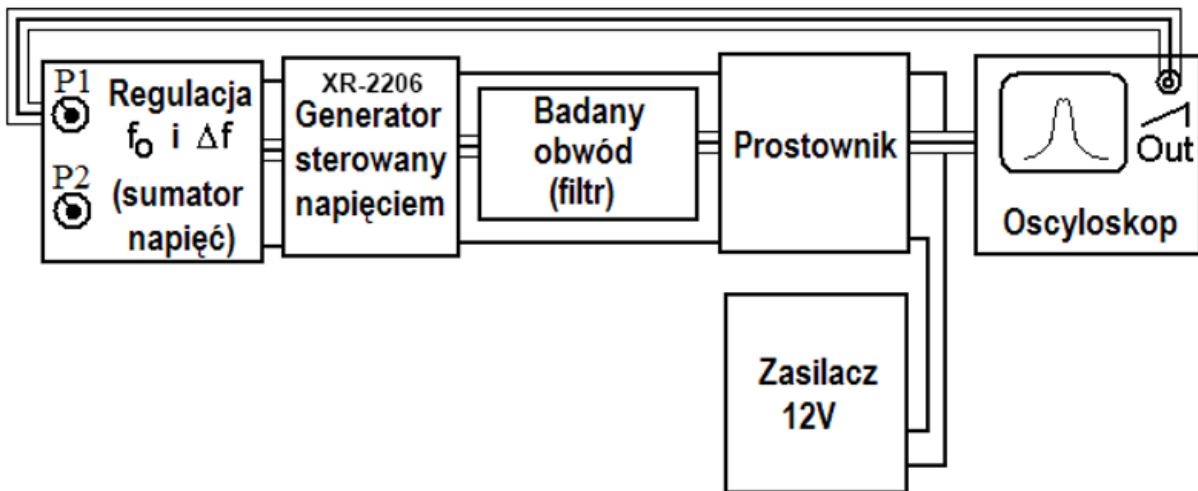 P1
P2
Regulacja
fo i Δf
(sumator
napięć)
XR-2206
Generator
sterowany
napięciem
Badany
obwód
(filtr)
Prostownik
Out
Oscyloskop
Zasilacz
12V